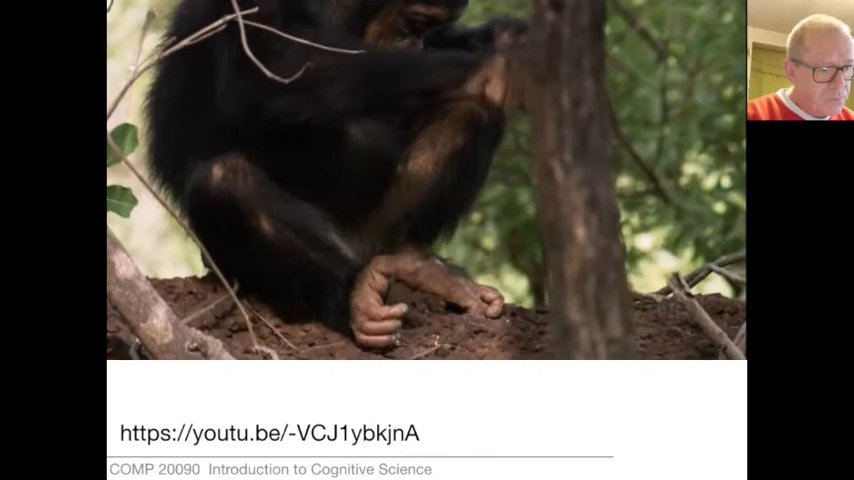 https://youtu.be/-VCJ1ybkjnA
COMP 20090 Introduction to Cognitive Science